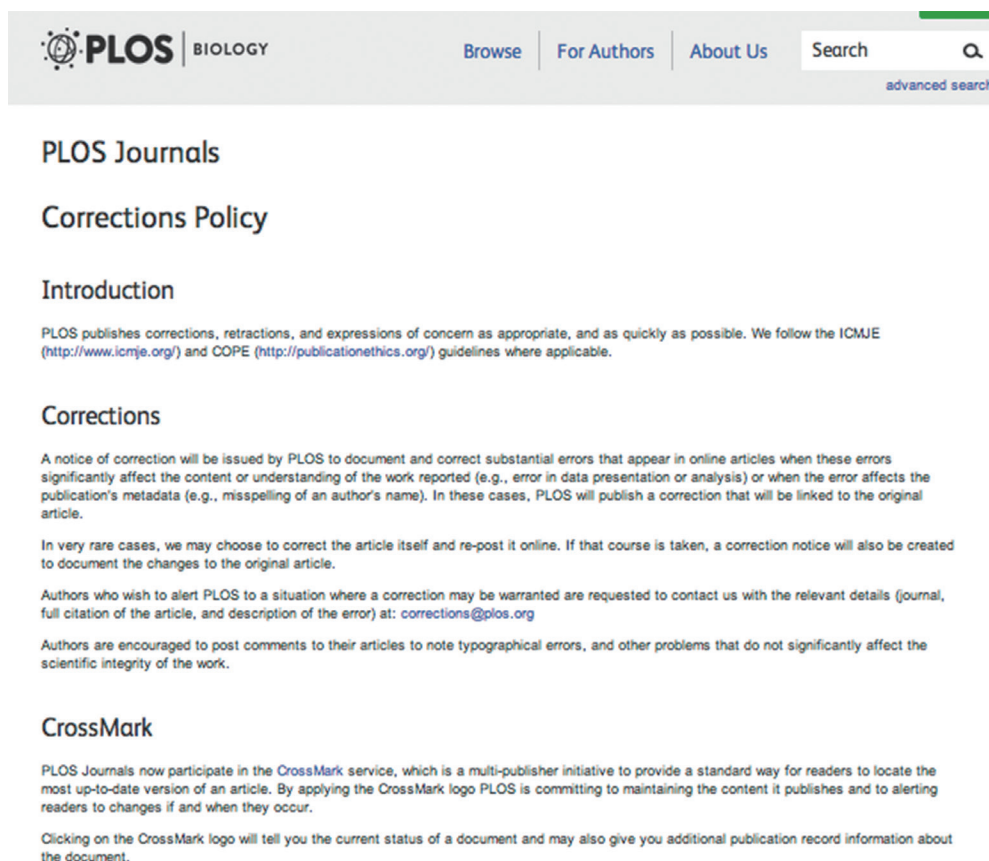 PLOS BIOLOGY Browse For Authors About Us Search
advanced search
PLOS Journals
Corrections Policy
Introduction
PLOS publishes corrections, retractions, and expressions of concern as appropriate, and as quickly as possible. We follow the ICMJE
(http://www.icmje.org/) and COPE (http://publicationethics.org/) guidelines where applicable.
Corrections
A notice of correction will be issued by PLOS to document and correct substantial errors that appear in online articles when these errors
significantly affect the content or understanding of the work reported (e.g., error in data presentation or analysis) or when the error affects the
publication's metadata (e.g., misspelling of an author's name). In these cases, PLOS will publish a correction that will be linked to the original
article.
In very rare cases, we may choose to correct the article itself and re-post it online. If that course is taken, a correction notice will also be created
to document the changes to the original article.
Authors who wish to alert PLOS to a situation where a correction may be warranted are requested to contact us with the relevant details (journal,
full citation of the article, and description of the error) at: corrections@plos.org
Authors are encouraged to post comments to their articles to note typographical errors, and other problems that do not significantly affect the
scientific integrity of the work.
CrossMark
PLOS Journals now participate in the CrossMark service, which is a multi-publisher initiative to provide a standard way for readers to locate the
most up-to-date version of an article. By applying the CrossMark logo PLOS is committing to maintaining the content it publishes and to alerting
readers to changes if and when they occur.
Clicking on the CrossMark logo will tell you the current status of a document and may also give you additional publication record information about
the document.